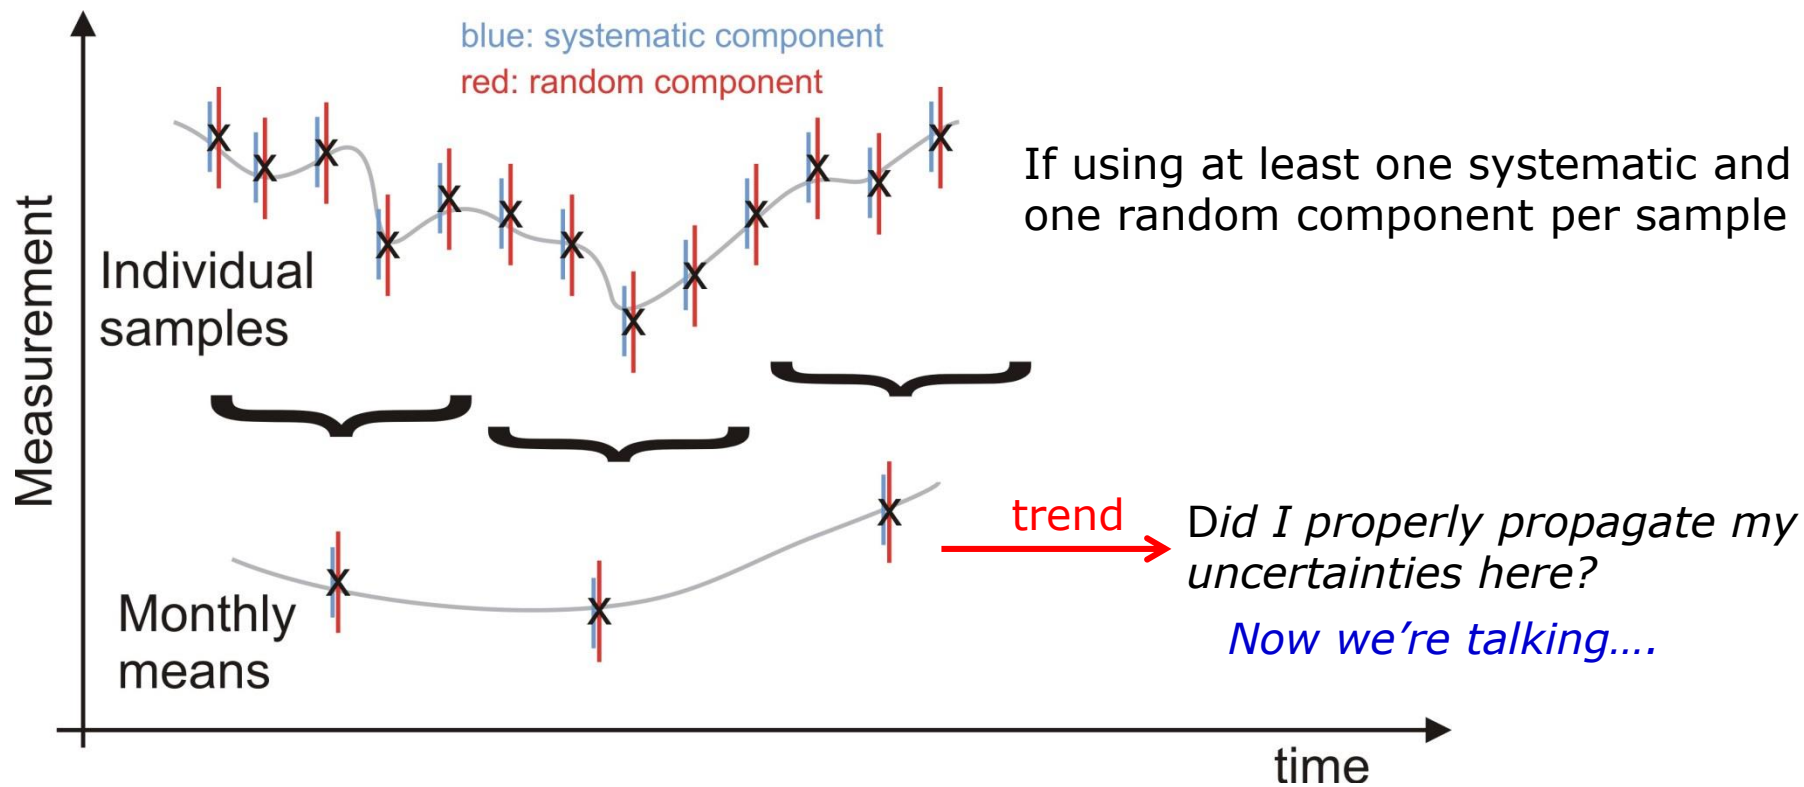 blue: systematic component
red: random component
If using at least one systematic and
one random component per sample
Measurement
Individual
samples
trend
Did I properly propagate my
uncertainties here?
Now we're talking....
Monthly
means
time